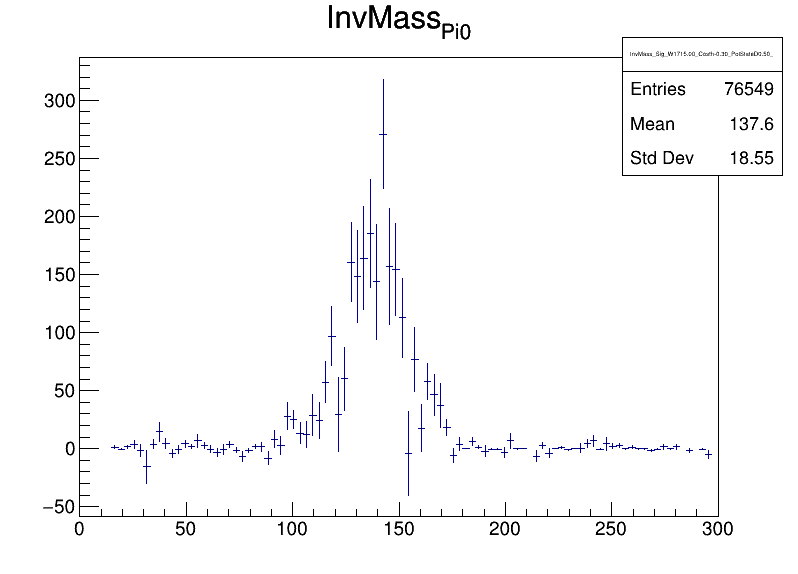 InvMass_Pi0
InvMass_Sig_W1715.00_Costh-0.30_PolStateD0.50_
Entries 76549
Mean 137.6
Std Dev 18.55
300
250
200
150
100
50
0
−50
0 50 100 150 200 250 300